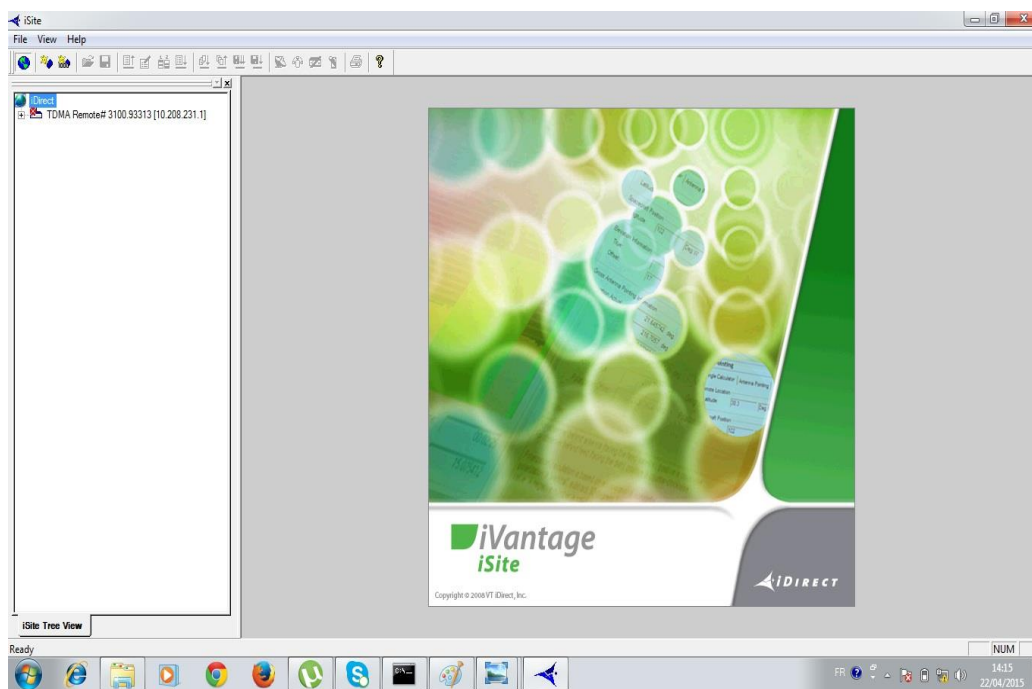 iSite
File View Help
iDirect
TDMA Remote# 3100.93313 [10.208.231.1]
iVantage
iSite
Copyright © 2008 VT iDirect, Inc.
iDIRECT
iSite Tree View
Ready
NUM
FR
14:15
22/04/2015